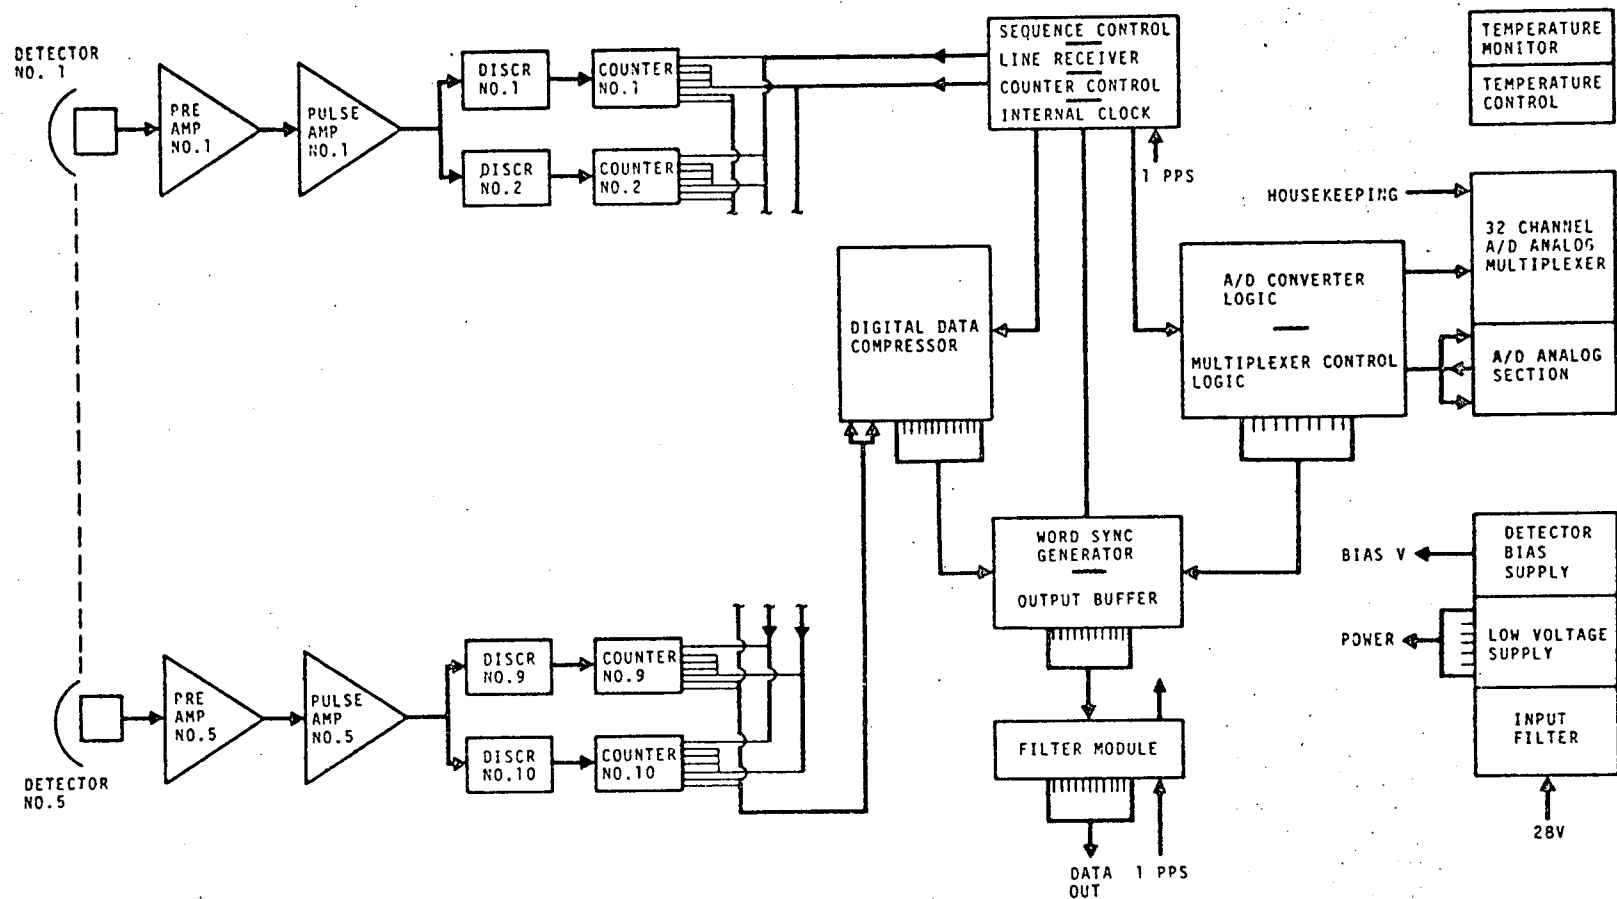 DETECTOR
NO. 1
PRE
AMP
NO.1
PULSE
AMP
NO.1
DISCR
NO.1
COUNTER
NO.1
DISCR
NO.2
COUNTER
NO.2
SEQUENCE CONTROL
LINE RECEIVER
COUNTER CONTROL
INTERNAL CLOCK
1 PPS
TEMPERATURE
MONITOR
TEMPERATURE
CONTROL
HOUSEKEEPING
32 CHANNEL
A/D ANALOG
MULTIPLEXER
A/D ANALOG
SECTION
A/D CONVERTER
LOGIC
MULTIPLEXER CONTROL
LOGIC
DIGITAL DATA
COMPRESSOR
WORD SYNC
GENERATOR
OUTPUT BUFFER
BIAS V
DETECTOR
BIAS
SUPPLY
POWER
LOW VOLTAGE
SUPPLY
INPUT
FILTER
28V
DETECTOR
NO.5
PRE
AMP
NO.5
PULSE
AMP
NO.5
DISCR
NO.9
COUNTER
NO.9
DISCR
NO.10
COUNTER
NO.10
FILTER MODULE
DATA
OUT
1 PPS